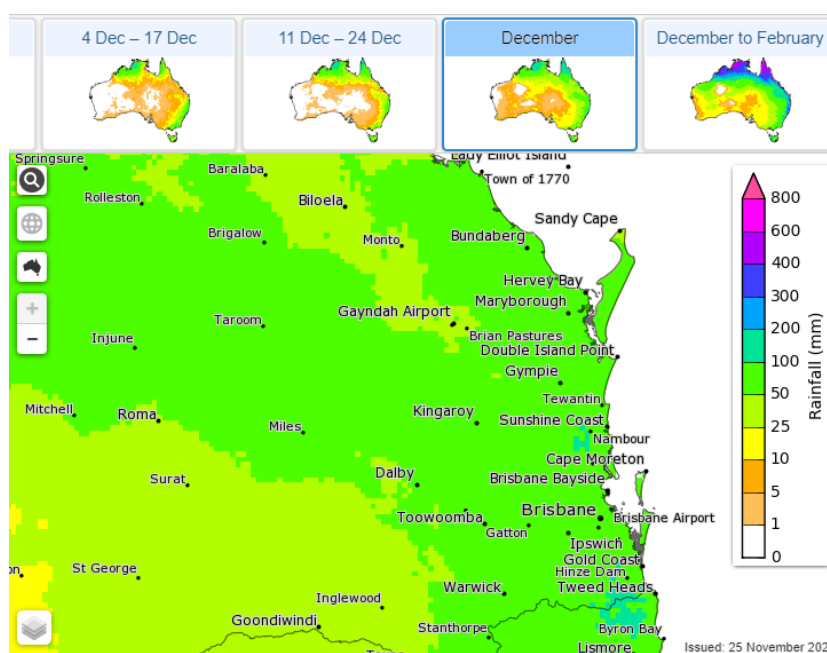 4 Dec – 17 Dec
11 Dec – 24 Dec
December
December to February
Springsure
Lady Elliot Island
Baralaba
Town of 1770
Rolleston
Biloela
Sandy Cape
Brigalow
Monto
Bundaberg
Hervey Bay
Maryborough
Taroom
Gayndah Airport
Brian Pastures
Injune
Double Island Point
Gympie
Tewantin
Mitchell
Roma
Kingaroy
Sunshine Coast
Miles
Nambour
Cape Moreton
Surat
Dalby
Brisbane Bayside
Brisbane
Toowoomba
Brisbane Airport
Gatton
Ipswich
Gold Coast
St George
Hinze Dam
Warwick
Tweed Heads
Inglewood
Goondiwindi
Stanthorpe
Byron Bay
Lismore
800
600
400
300
200
100
50
25
10
5
1
0
Rainfall (mm)
Issued: 25 November 202